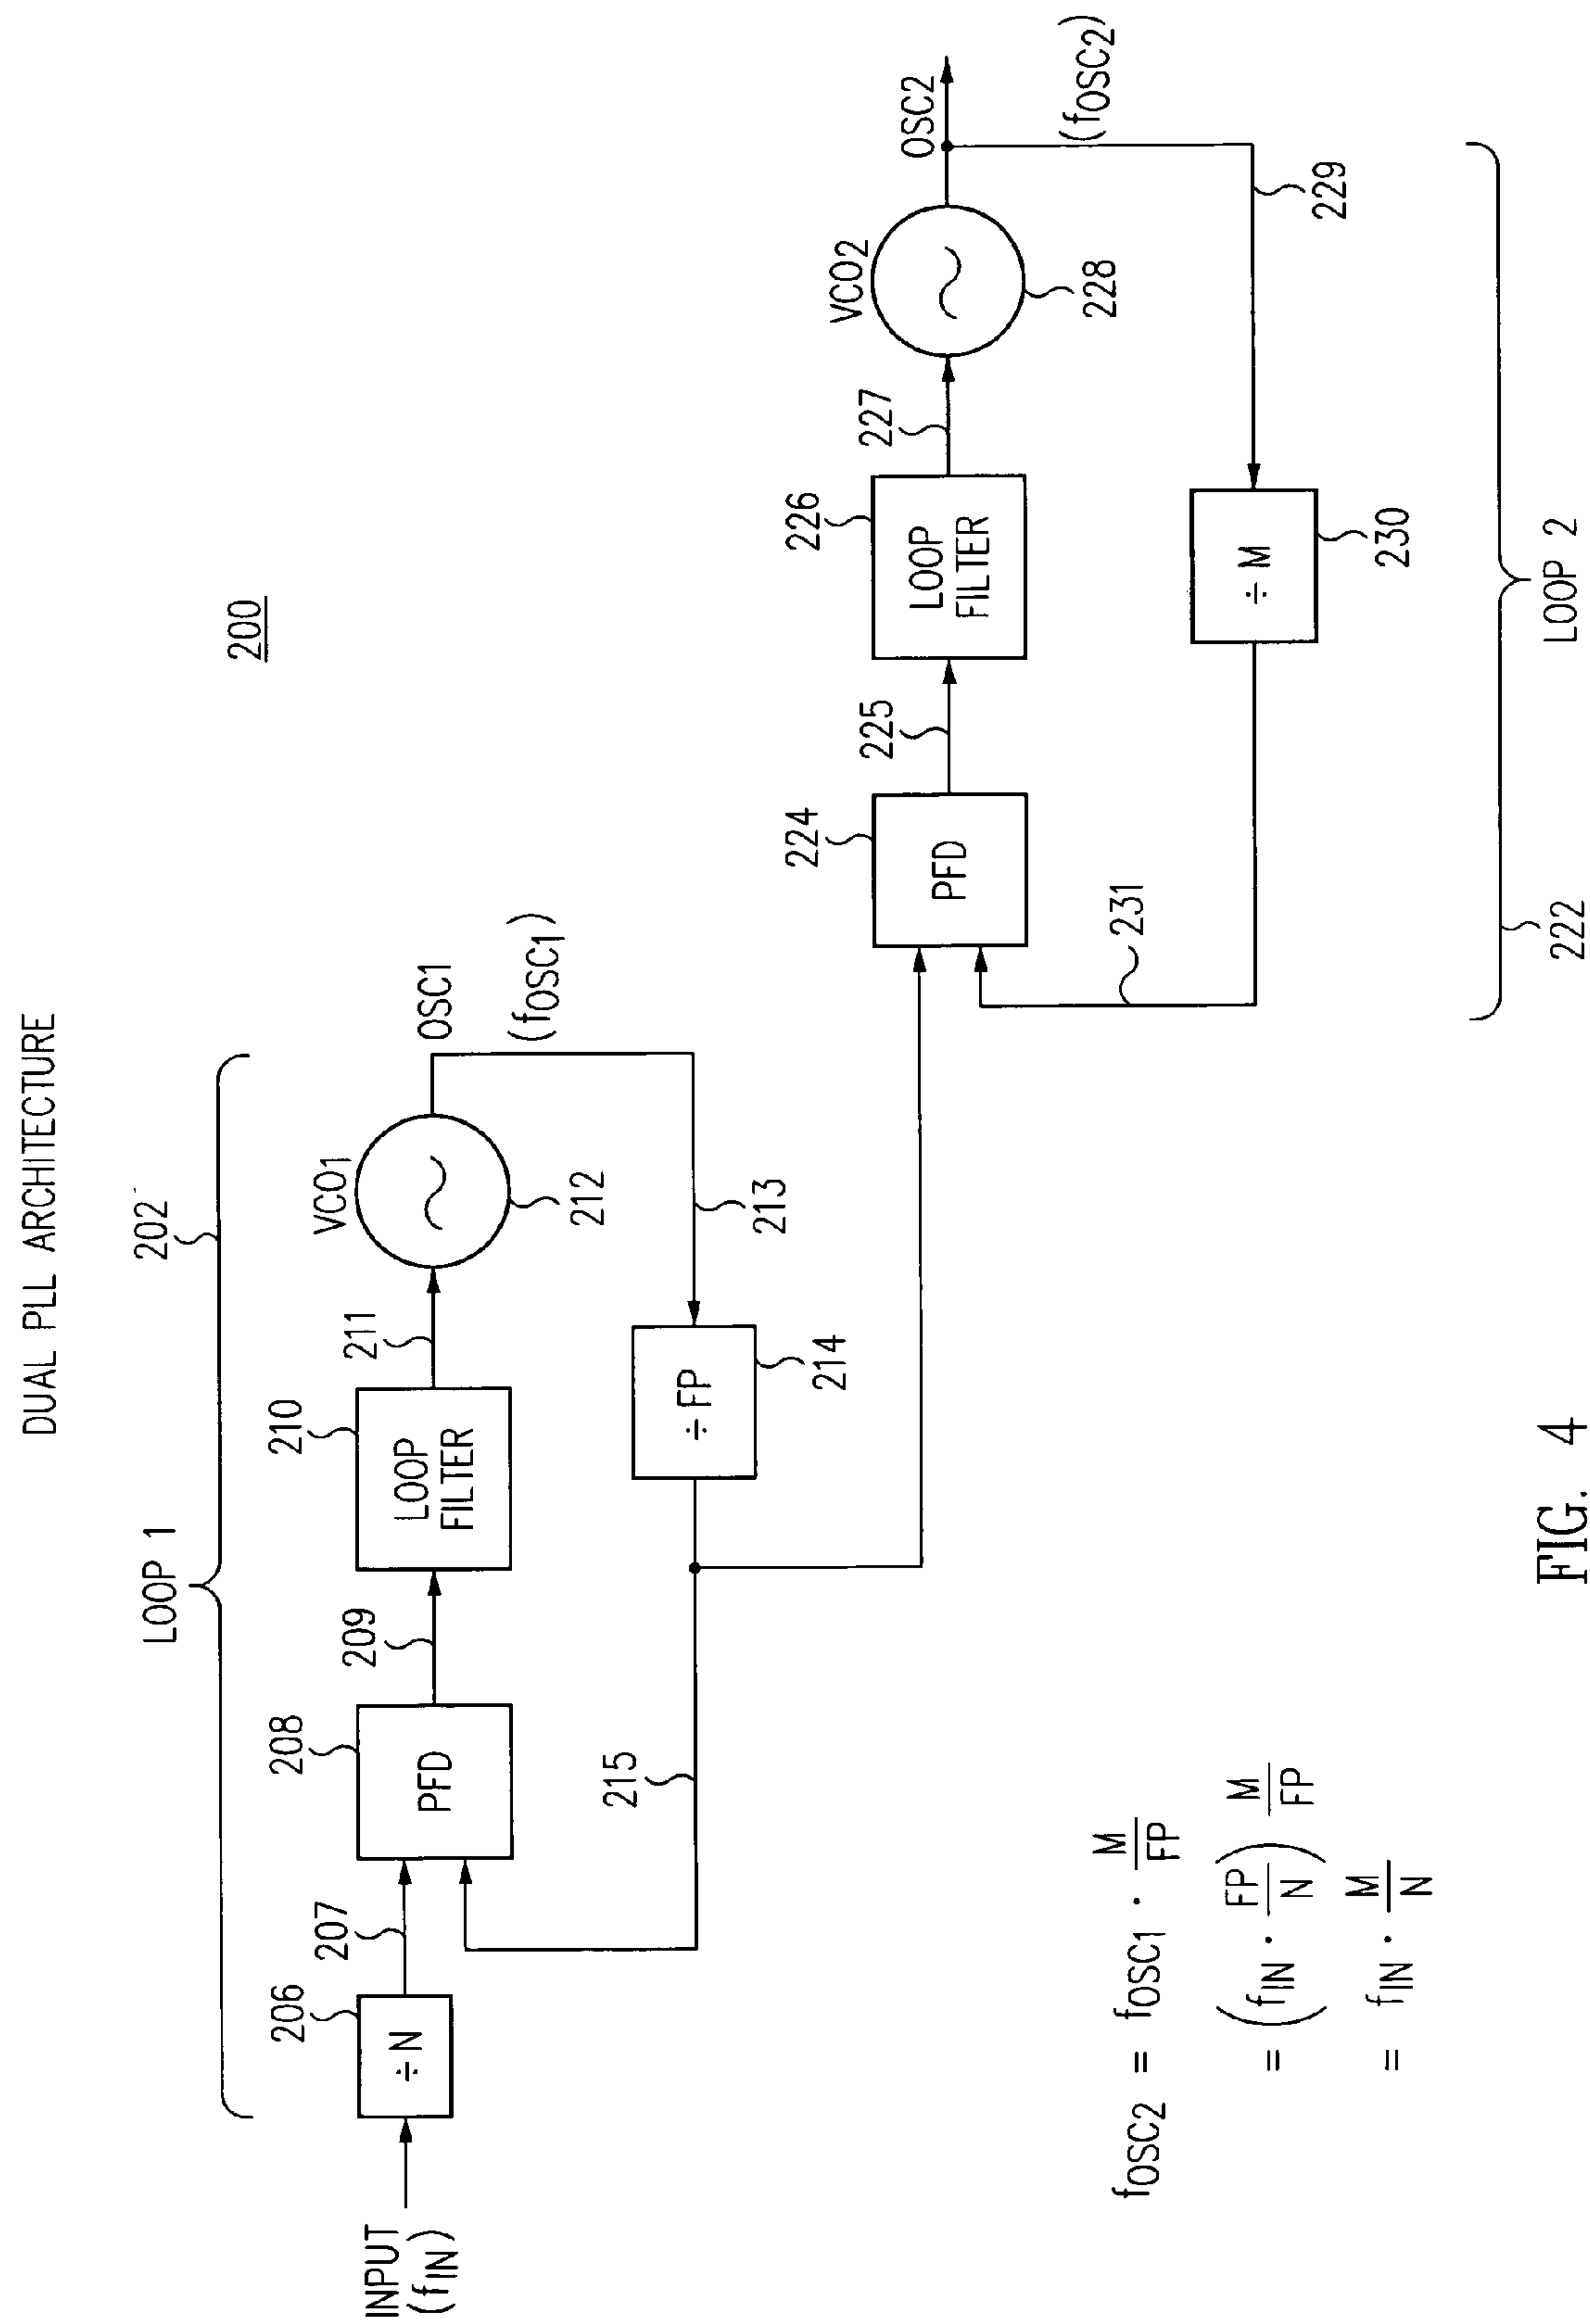 DUAL PLL ARCHITECTURE
200
LOOP 1
202
INPUT
(fIN)
206
÷ N
207
208
PFD
209
210
LOOP
FILTER
211
VCO1
212
OSC1
(fOSC1)
213
÷ FP
214
215
224
PFD
225
226
LOOP
FILTER
227
VCO2
228
OSC2
(fOSC2)
229
÷ M
230
231
222
LOOP 2
fOSC2 = fOSC1 · M/FP
= (fIN · FP/N) M/FP
= fIN · M/N
FIG. 4